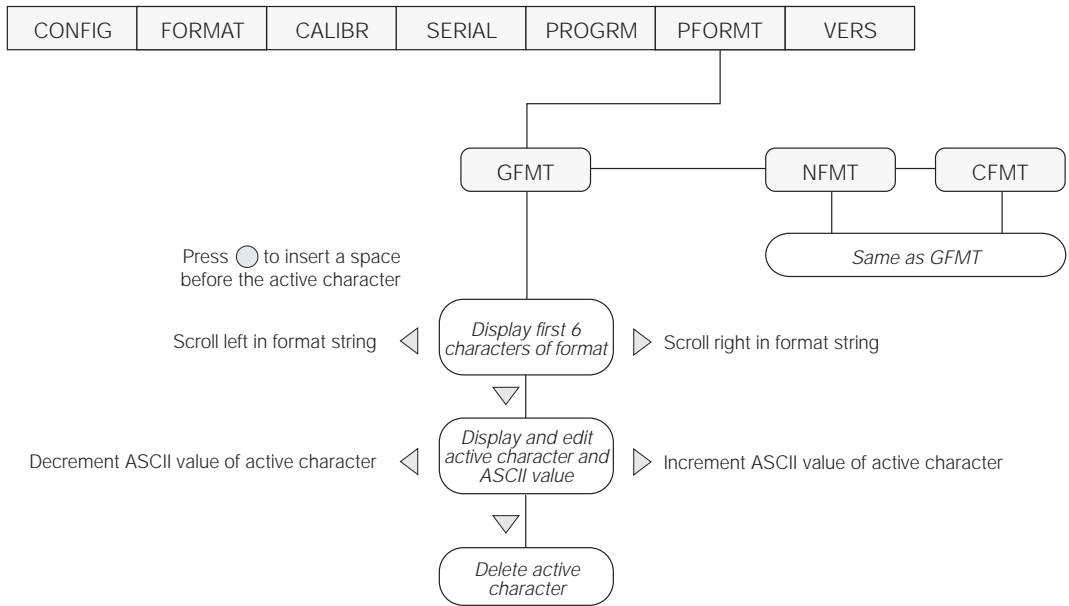 CONFIG FORMAT CALIBR SERIAL PROGRM PFORMT VERS
GFMT NFMT CFMT
Same as GFMT
Press to insert a space
before the active character
Display first 6
characters of format
Scroll left in format string
Scroll right in format string
Display and edit
active character and
ASCII value
Decrement ASCII value of active character
Increment ASCII value of active character
Delete active
character